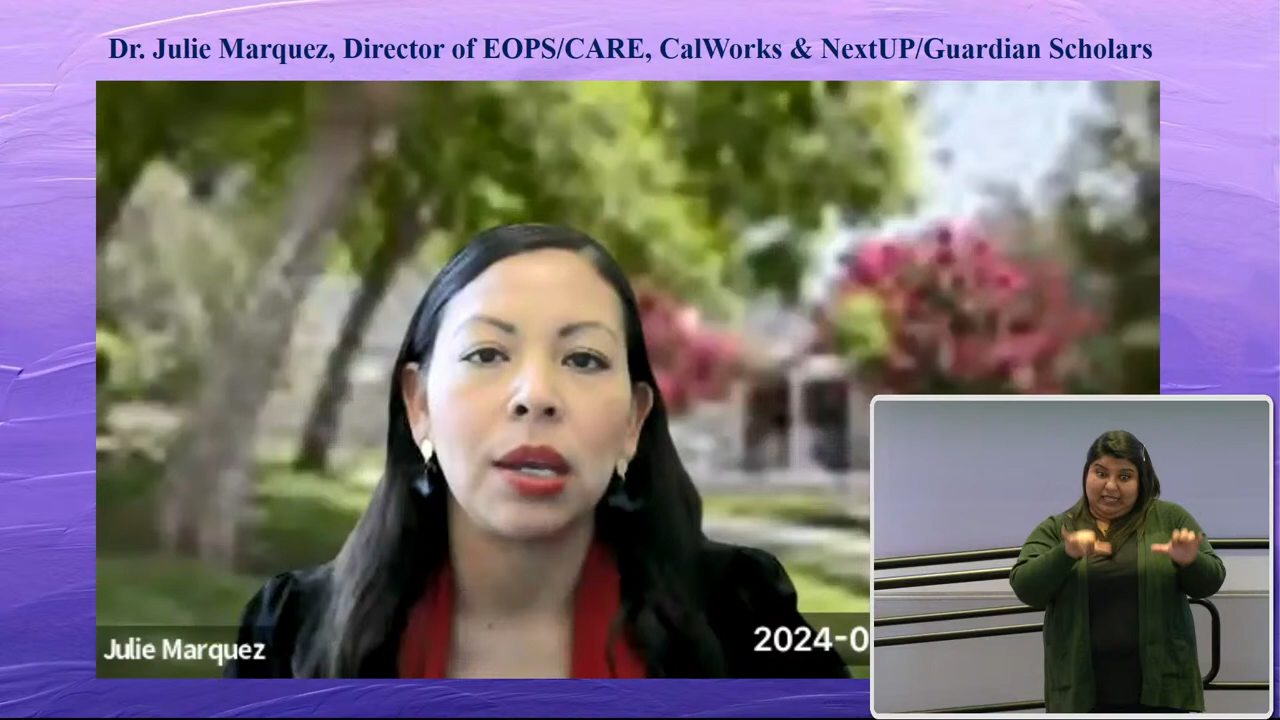 Dr. Julie Marquez, Director of EOPS/CARE, CalWorks & NextUP/Guardian Scholars
Julie Marquez
2024-0